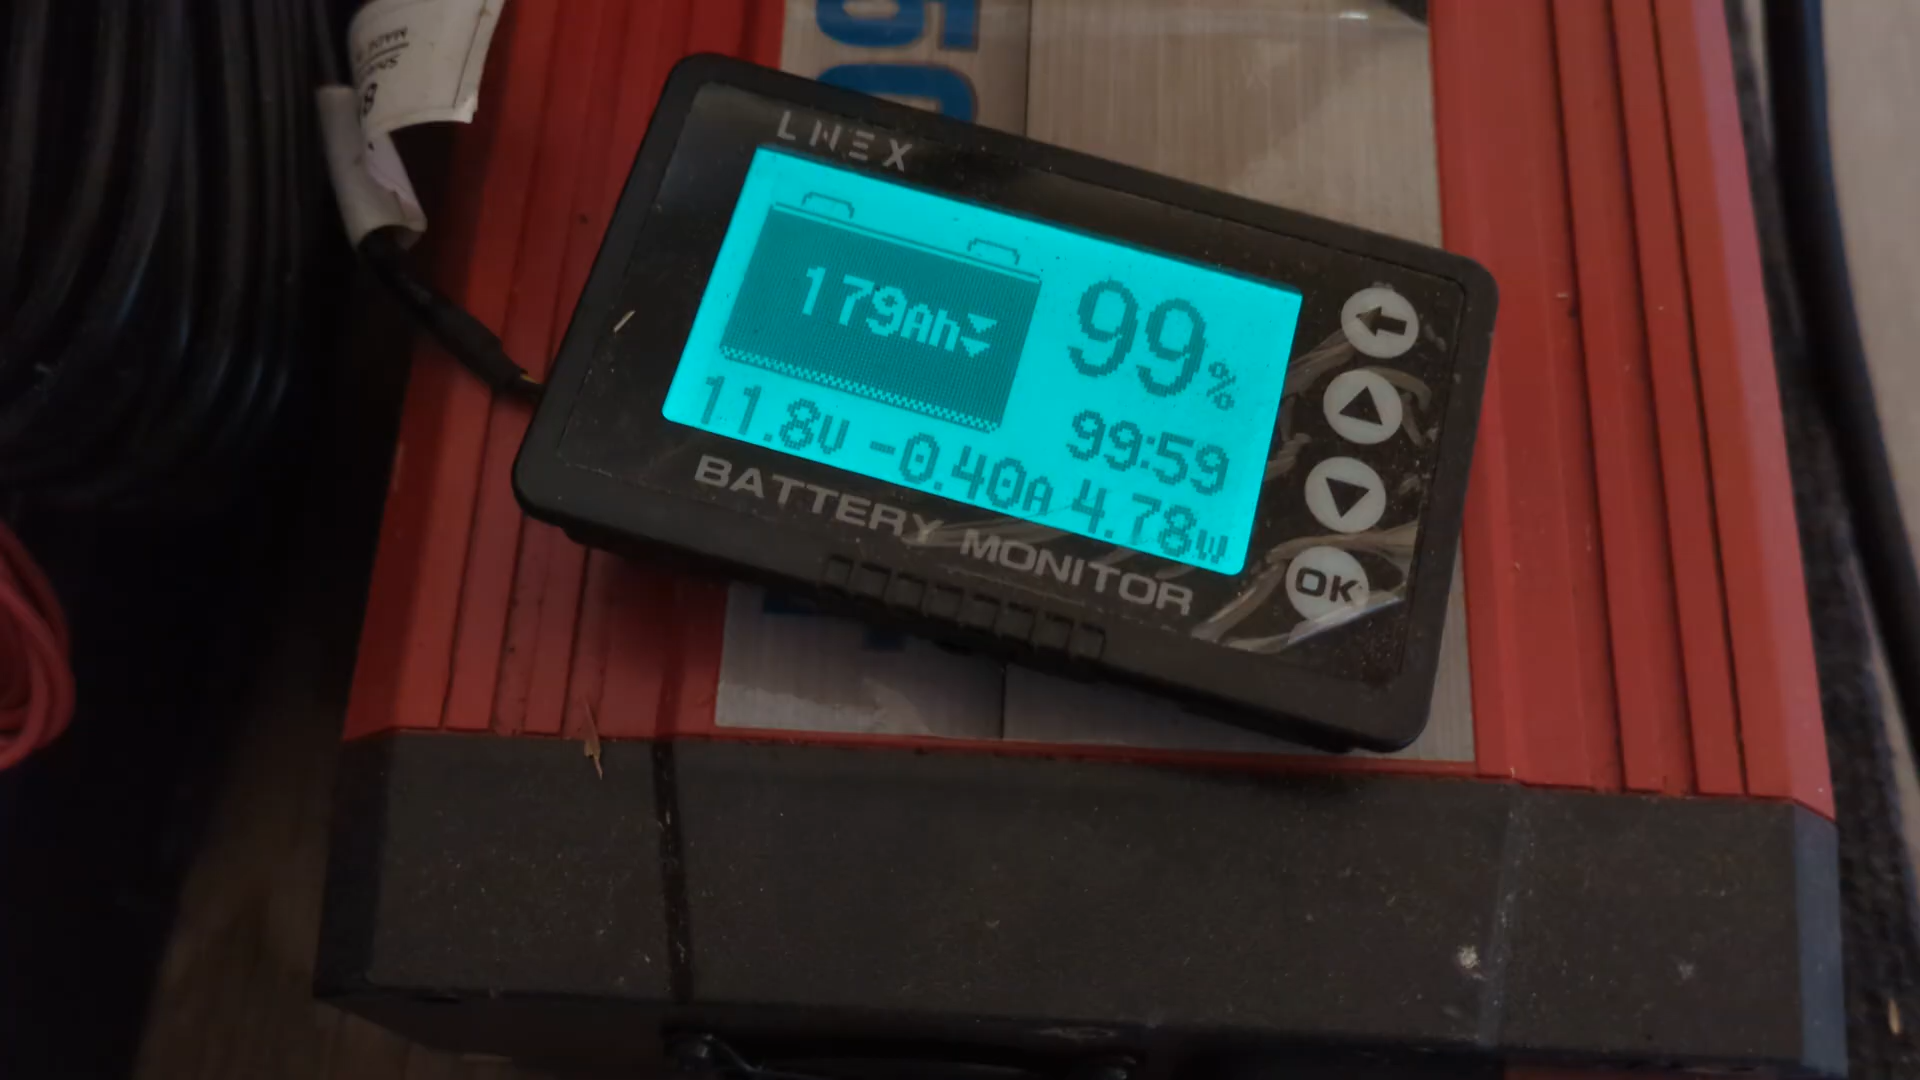 LNEX
179Ah
99%
99:59
11.8V -0.40A 4.78W
BATTERY MONITOR
OK